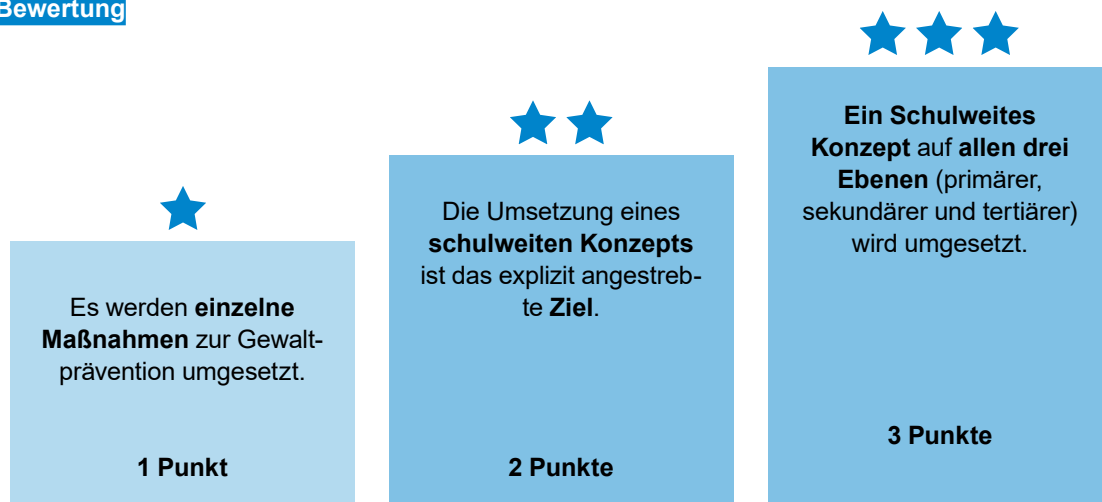 Bewertung
Es werden einzelne
Maßnahmen zur Gewalt-
prävention umgesetzt.
1 Punkt
Die Umsetzung eines
schulweiten Konzepts
ist das explizit angestreb-
te Ziel.
2 Punkte
Ein Schulweites
Konzept auf allen drei
Ebenen (primärer,
sekundärer und tertiärer)
wird umgesetzt.
3 Punkte